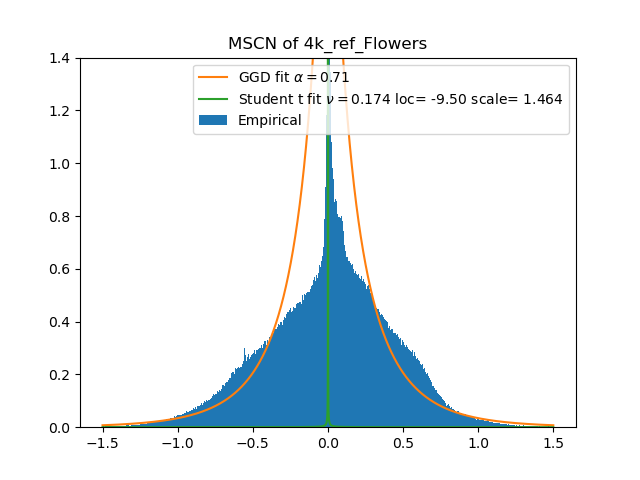 MSCN of 4k_ref_Flowers
GGD fit α = 0.71
Student t fit ν = 0.174 loc= -9.50 scale= 1.464
Empirical
1.4
1.2
1.0
0.8
0.6
0.4
0.2
0.0
−1.5 −1.0 −0.5 0.0 0.5 1.0 1.5